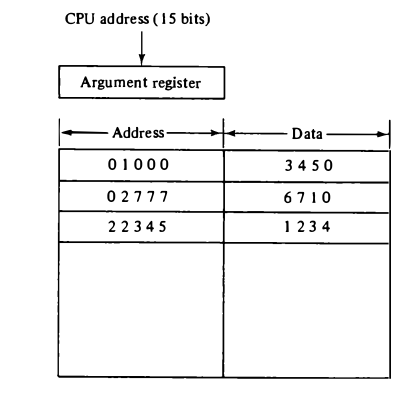 CPU address (15 bits)
Argument register
Address Data
0 1 0 0 0 3 4 5 0
0 2 7 7 7 6 7 1 0
2 2 3 4 5 1 2 3 4